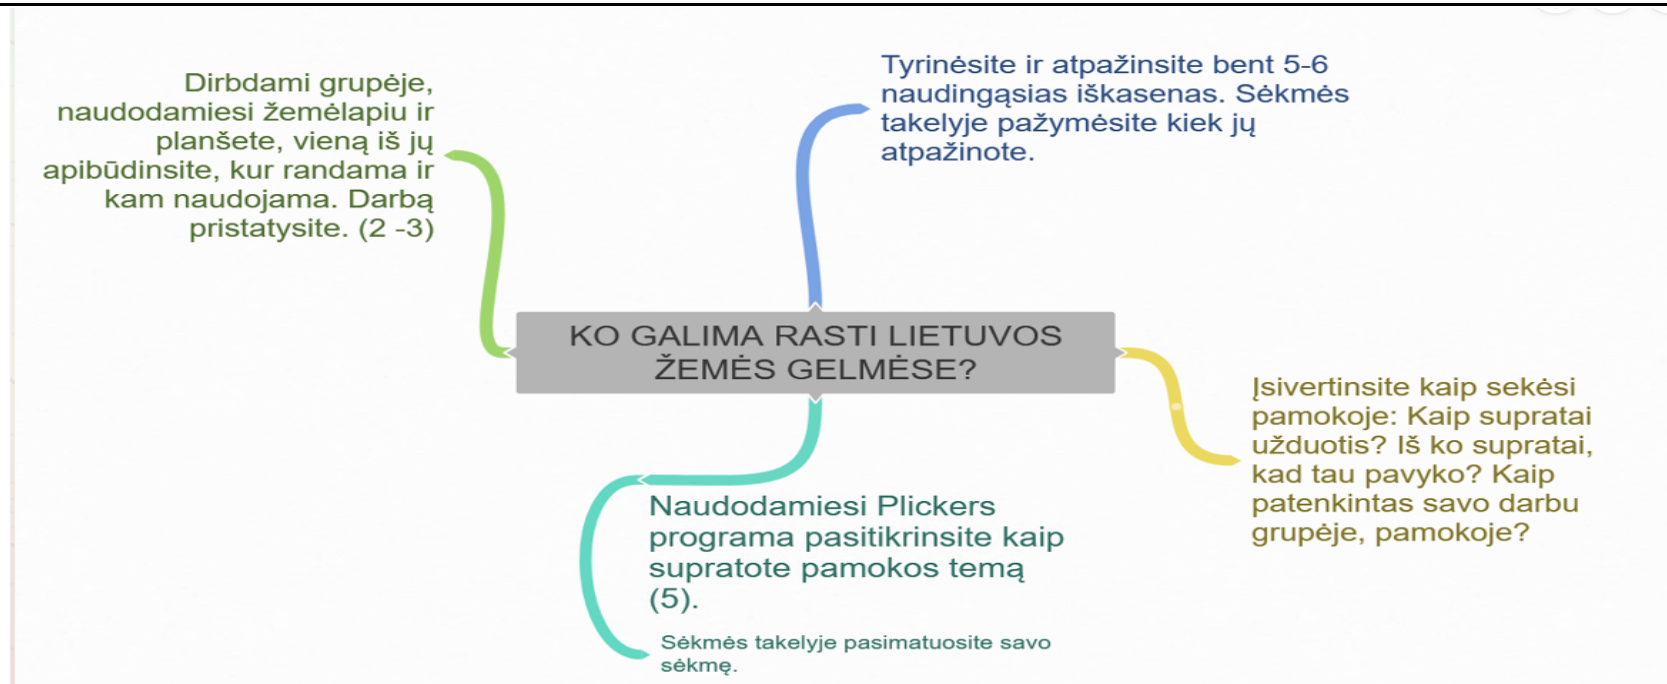 Dirbdami grupėje,
naudodamiesi žemėlapiu ir
planšete, vieną iš jų
apibūdinsite, kur randama ir
kam naudojama. Darbą
pristatysite. (2 -3)
Tyrinėsite ir atpažinsite bent 5-6
naudingąsias iškasenas. Sėkmės
takelyje pažymėsite kiek jų
atpažinote.
KO GALIMA RASTI LIETUVOS
ŽEMĖS GELMĖSE?
Įsivertinsite kaip sekėsi
pamokoje: Kaip supratai
užduotis? Iš ko supratai,
kad tau pavyko? Kaip
patenkintas savo darbu
grupėje, pamokoje?
Naudodamiesi Plickers
programa pasitikrinsite kaip
supratote pamokos temą
(5).
Sėkmės takelyje pasimatuosite savo
sėkmę.